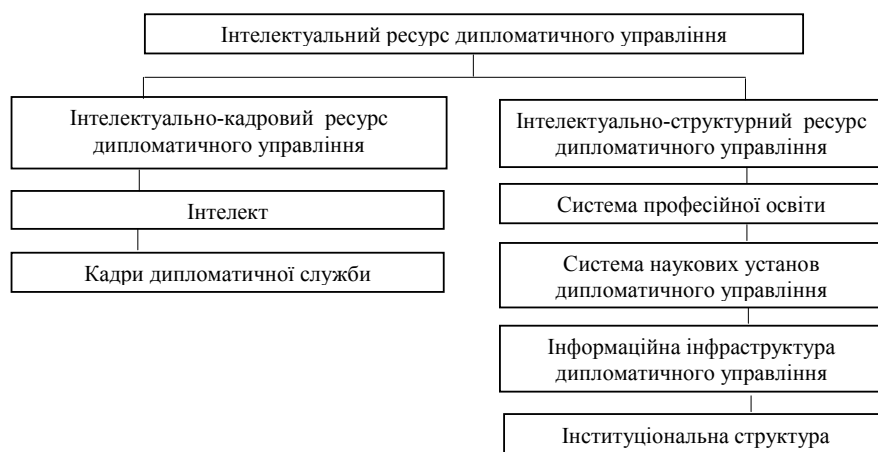 Інтелектуальний ресурс дипломатичного управління
Інтелектуально-кадровий ресурс
дипломатичного управління
Інтелект
Кадри дипломатичної служби
Інтелектуально-структурний ресурс
дипломатичного управління
Система професійної освіти
Система наукових установ
дипломатичного управління
Інформаційна інфраструктура
дипломатичного управління
Інституціональна структура